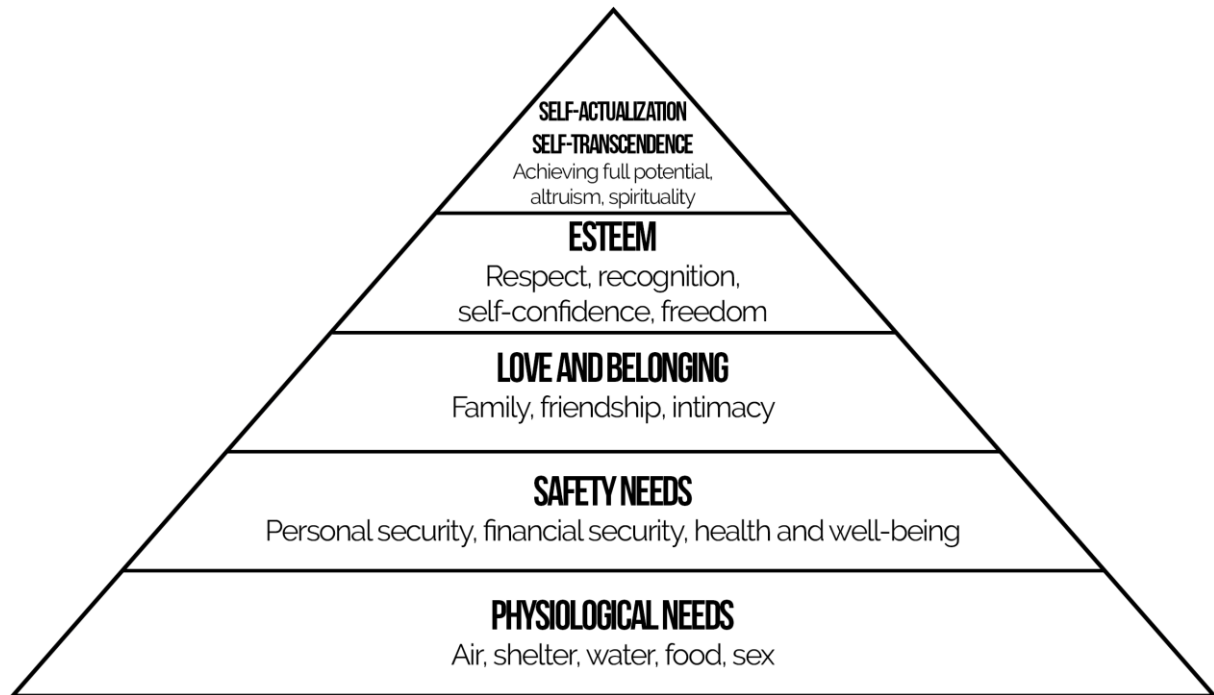 SELF-ACTUALIZATION
SELF-TRANSCENDENCE
Achieving full potential,
altruism, spirituality
ESTEEM
Respect, recognition,
self-confidence, freedom
LOVE AND BELONGING
Family, friendship, intimacy
SAFETY NEEDS
Personal security, financial security, health and well-being
PHYSIOLOGICAL NEEDS
Air, shelter, water, food, sex